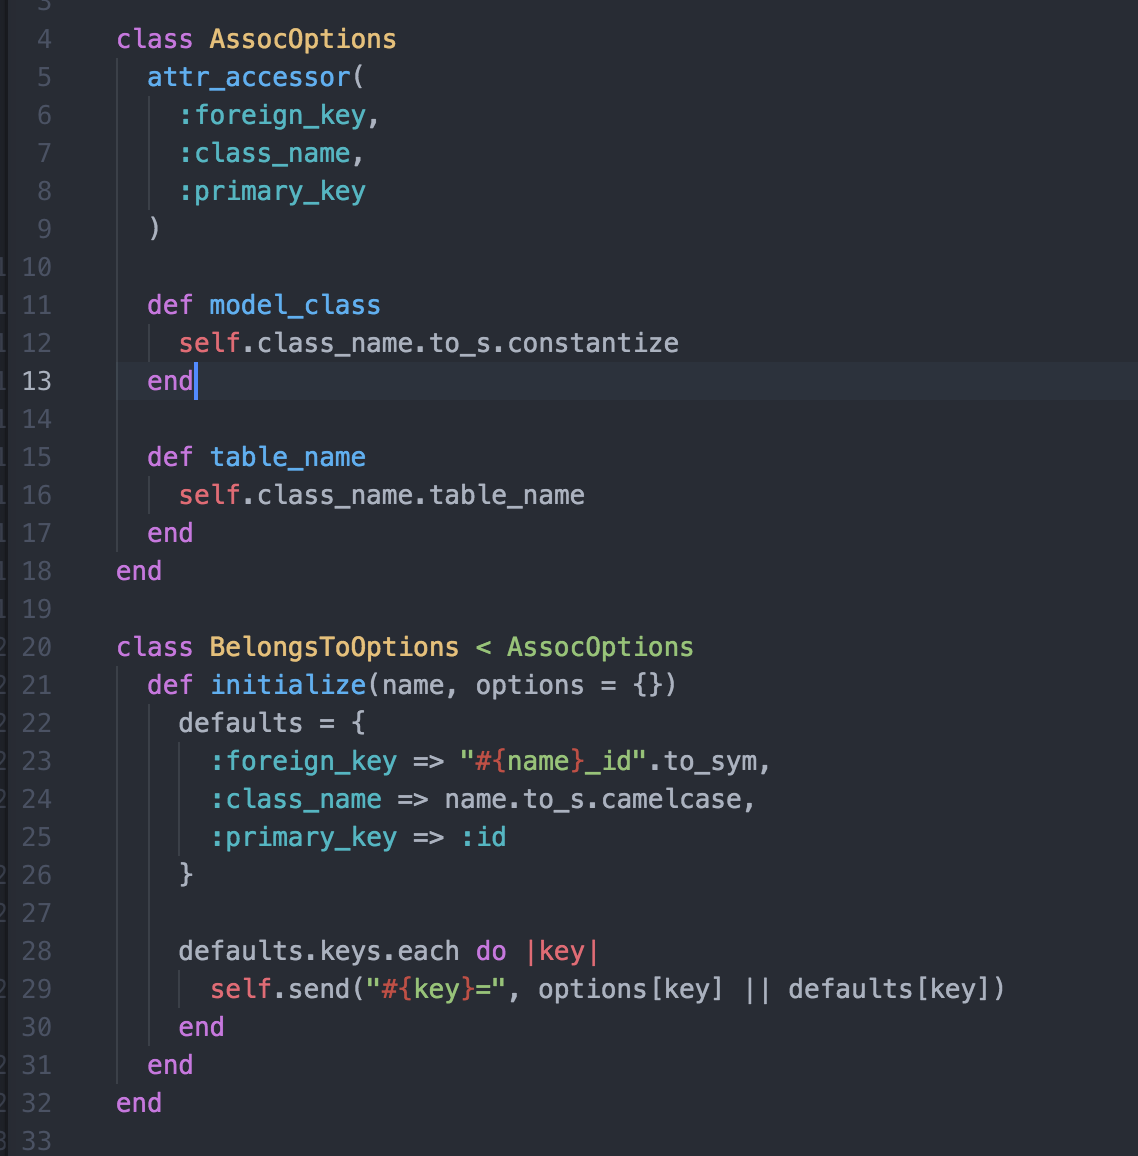 3
4 class AssocOptions
5 attr_accessor(
6 :foreign_key,
7 :class_name,
8 :primary_key
9 )
10
11 def model_class
12 self.class_name.to_s.constantize
13 end
14
15 def table_name
16 self.class_name.table_name
17 end
18 end
19
20 class BelongsToOptions < AssocOptions
21 def initialize(name, options = {})
22 defaults = {
23 :foreign_key => "#{name}_id".to_sym,
24 :class_name => name.to_s.camelcase,
25 :primary_key => :id
26 }
27
28 defaults.keys.each do |key|
29 self.send("#{key}=", options[key] || defaults[key])
30 end
31 end
32 end
33